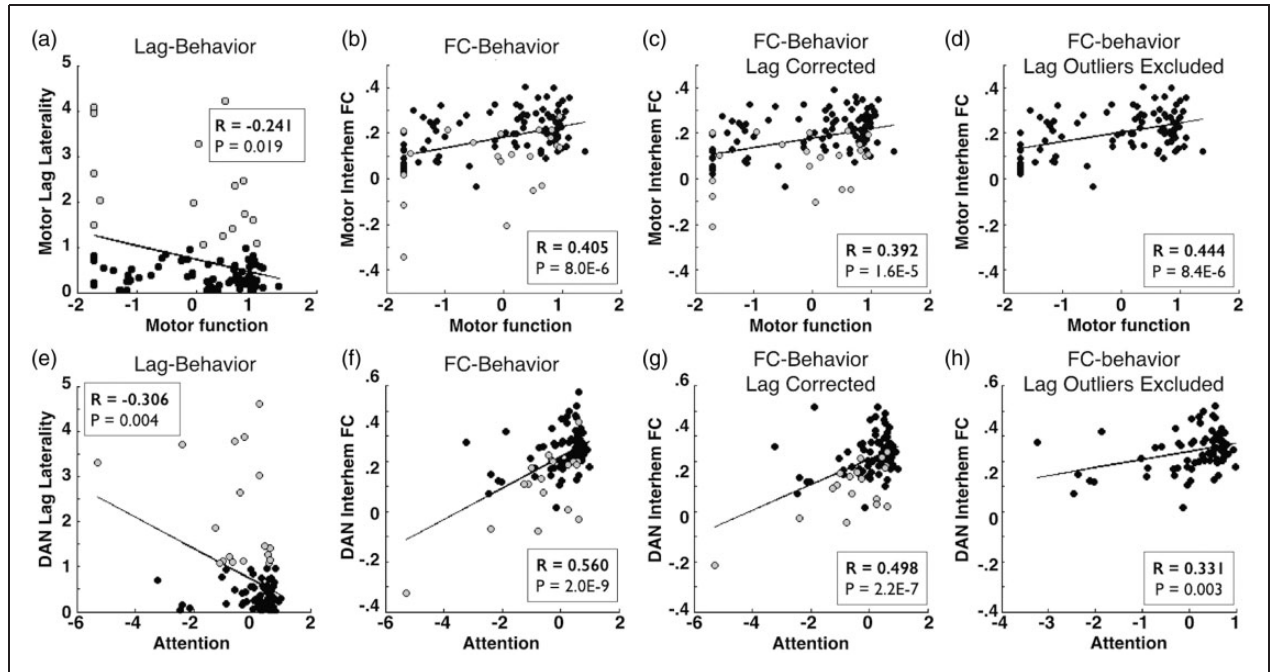 (a)
Lag-Behavior
5
4
3
2
1
0
Motor Lag Laterality
R = -0.241
P = 0.019
-2 -1 0 1 2
Motor function
(b)
FC-Behavior
.4
.2
0
-.2
-.4
Motor Interhem FC
R = 0.405
P = 8.0E-6
-2 -1 0 1 2
Motor function
(c)
FC-Behavior
Lag Corrected
.4
.2
0
-.2
-.4
Motor Interhem FC
R = 0.392
P = 1.6E-5
-2 -1 0 1 2
Motor function
(d)
FC-behavior
Lag Outliers Excluded
.4
.2
0
-.2
-.4
Motor Interhem FC
R = 0.444
P = 8.4E-6
-2 -1 0 1 2
Motor function
(e)
Lag-Behavior
5
4
3
2
1
0
DAN Lag Laterality
R = -0.306
P = 0.004
-6 -4 -2 0 2
Attention
(f)
FC-Behavior
.6
.4
.2
0
-.2
-.4
DAN Interhem FC
R = 0.560
P = 2.0E-9
-6 -4 -2 0 2
Attention
(g)
FC-Behavior
Lag Corrected
.6
.4
.2
0
-.2
-.4
DAN Interhem FC
R = 0.498
P = 2.2E-7
-6 -4 -2 0 2
Attention
(h)
FC-behavior
Lag Outliers Excluded
.6
.4
.2
0
-.2
-.4
DAN Interhem FC
R = 0.331
P = 0.003
-4 -3 -2 -1 0 1
Attention